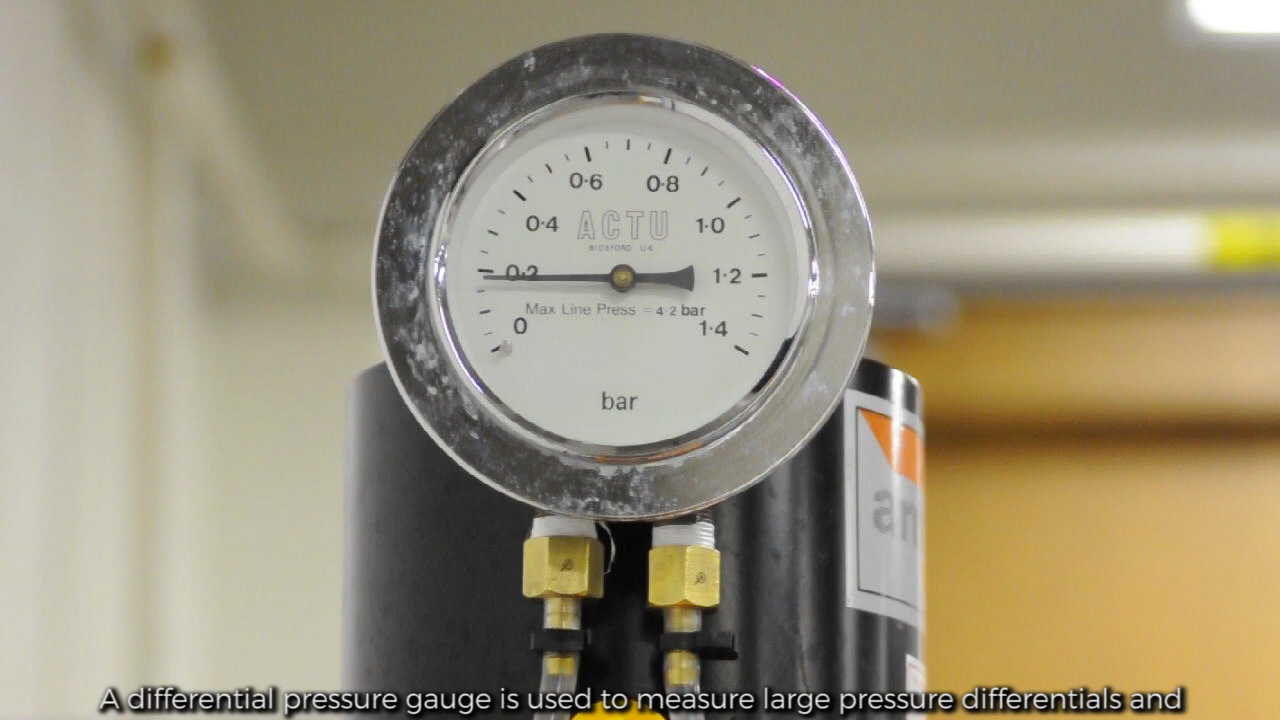 0·6 0·8
0·4 ACTU 1·0
BIDEFORD UK
0·2 1·2
Max Line Press = 4·2 bar
0 1·4
bar
an
A differential pressure gauge is used to measure large pressure differentials and